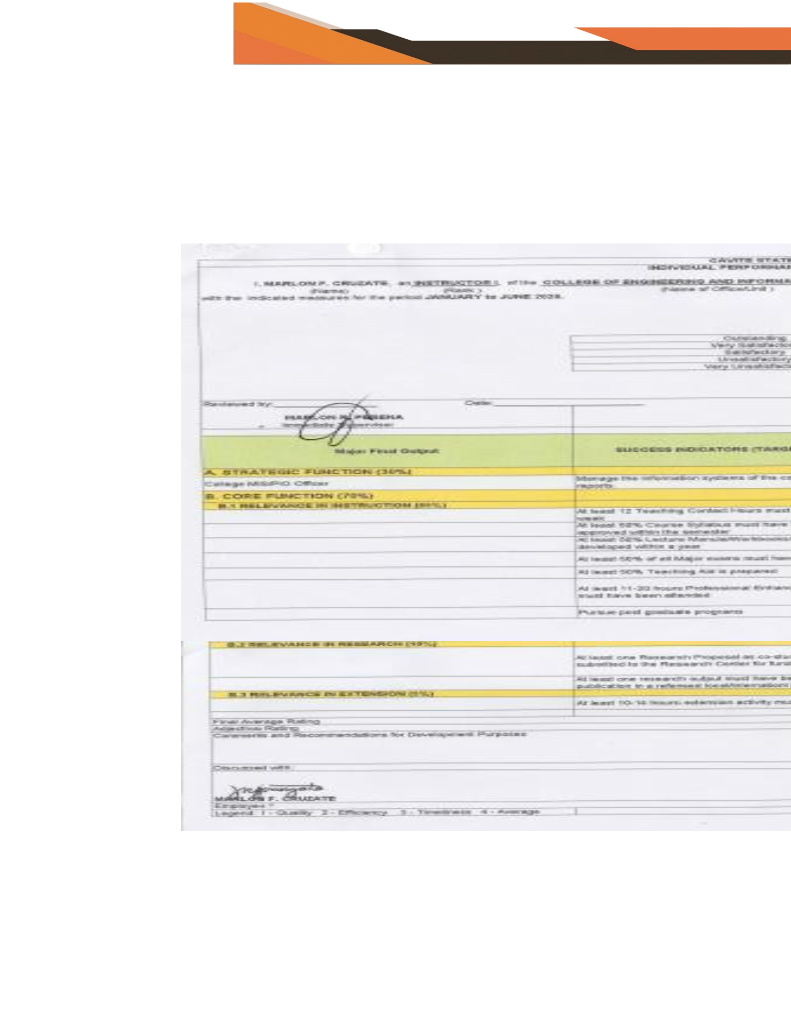 CAVITE STATE
INDIVIDUAL PERFORMAN
I, MARLON F. CRUZATE, an INSTRUCTOR I, of the COLLEGE OF ENGINEERING AND INFORMA
(Name) (Rank ) (Name of Office/Unit )
with the indicated measures for the period JANUARY to JUNE
Outstanding
Very Satisfactor
Satisfactory
Unsatisfactory
Very Unsatisfacto
Reviewed by: Date:
MARLON R. PEREÑA
Immediate Supervisor
Major Final Output SUCCESS INDICATORS (TARG
A. STRATEGIC FUNCTION (30%)
College MIS/PIO Officer Manage the information systems of the co
reports
B. CORE FUNCTION (70%)
B.1 RELEVANCE IN INSTRUCTION
At least 12 Teaching Contact Hours must
week
At least 50% Course Syllabus must have
approved within the semester
At least 50% Lecture Manuals/Workbooks/
developed within a year
At least 50% of all Major exams must have
At least 50% Teaching Aid is prepared
At least 11-20 hours Professional Enhanc
must have been attended
Pursue post graduate programs
B.2 RELEVANCE IN RESEARCH
At least one Research Proposal as co-stu
submitted to the Research Center for fund
At least one research output must have be
publication in a refereed local/internation
B.3 RELEVANCE IN EXTENSION (5%)
At least 10-16 hours extension activity mu
Final Average Rating
Adjective Rating
Comments and Recommendations for Development Purposes
Discussed with:
MARLON F. CRUZATE
Employee
Legend 1 - Quality 2 - Efficiency 3 - Timeliness 4 - Average